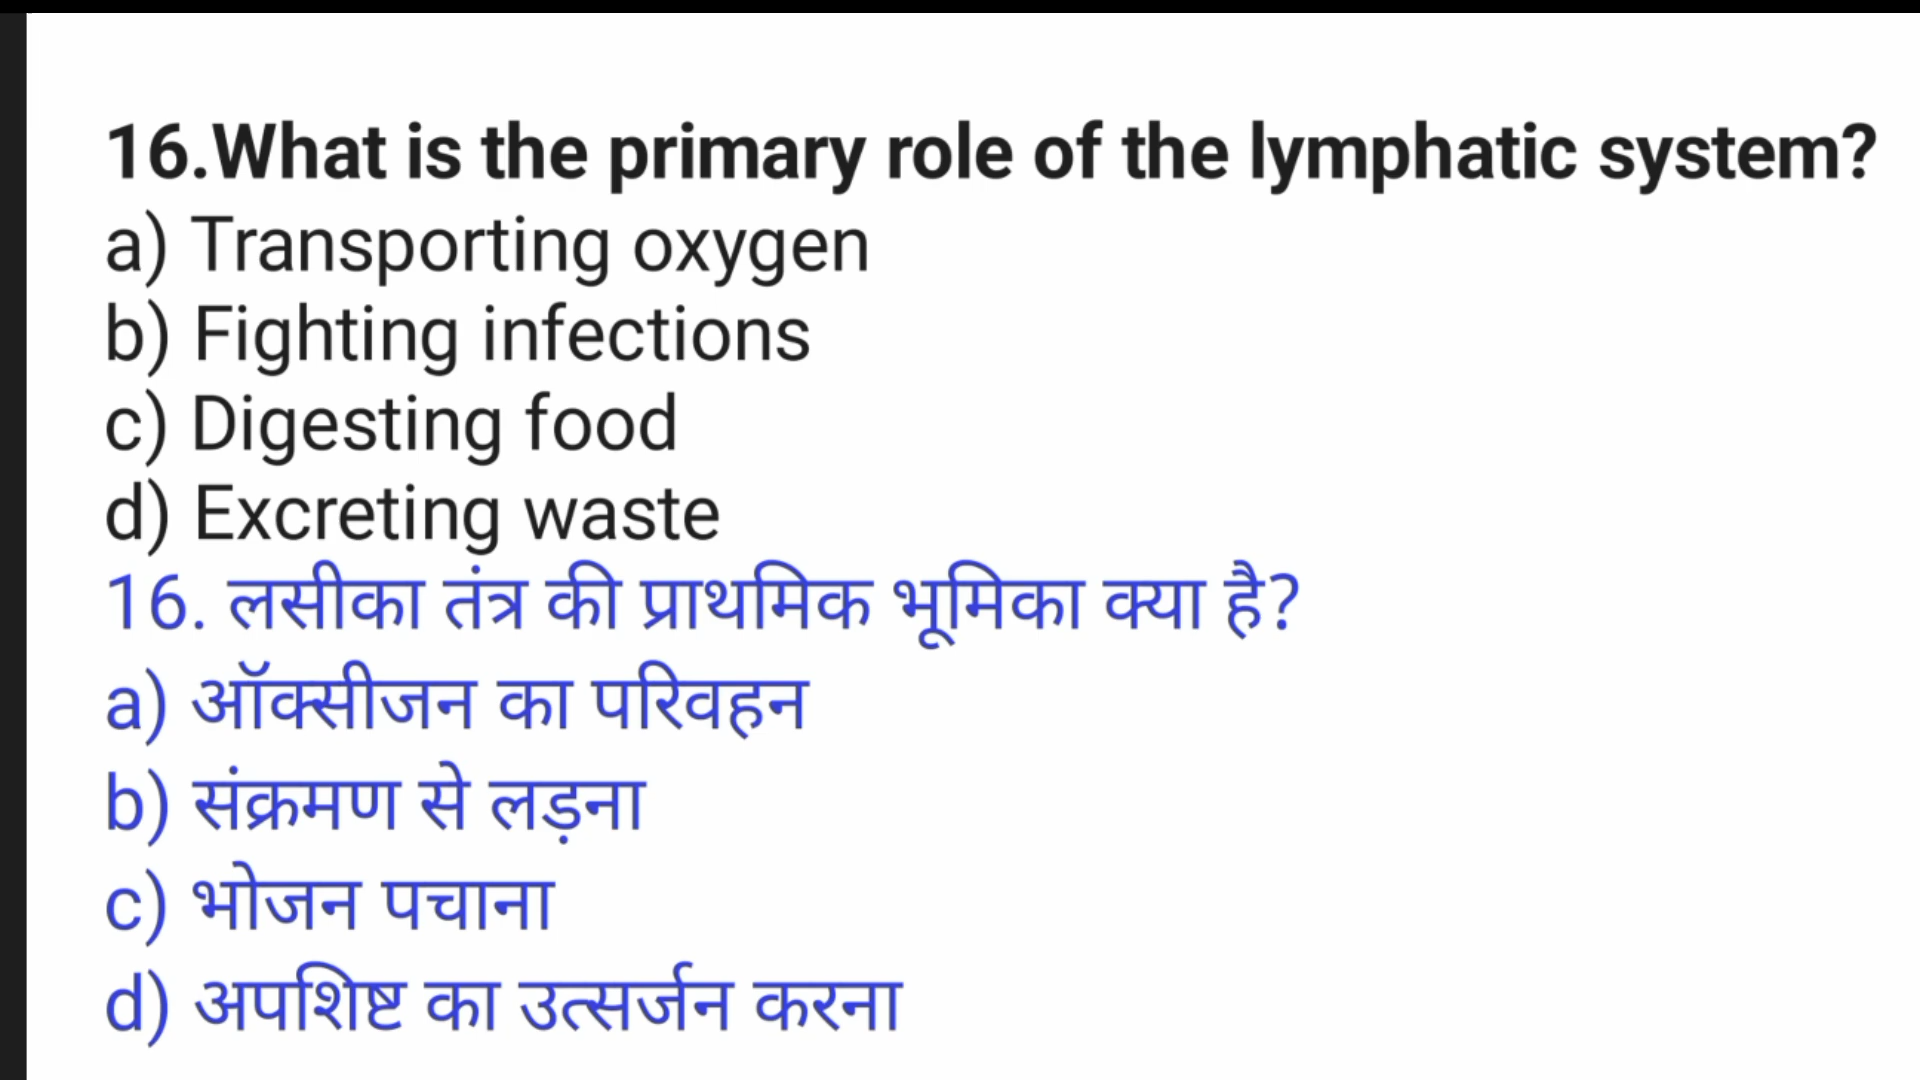 16.What is the primary role of the lymphatic system?
a) Transporting oxygen
b) Fighting infections
c) Digesting food
d) Excreting waste
16. लसीका तंत्र की प्राथमिक भूमिका क्या है?
a) ऑक्सीजन का परिवहन
b) संक्रमण से लड़ना
c) भोजन पचाना
d) अपशिष्ट का उत्सर्जन करना